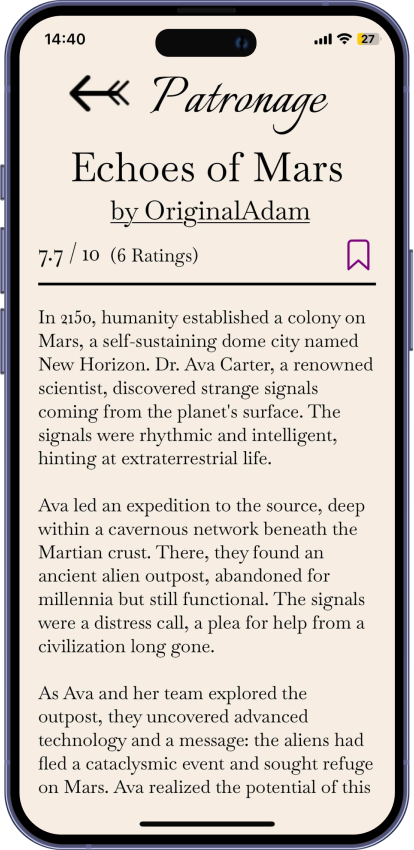 14:40
27
Patronage
Echoes of Mars
by OriginalAdam
7.7 / 10 (6 Ratings)
In 2150, humanity established a colony on
Mars, a self-sustaining dome city named
New Horizon. Dr. Ava Carter, a renowned
scientist, discovered strange signals
coming from the planet's surface. The
signals were rhythmic and intelligent,
hinting at extraterrestrial life.
Ava led an expedition to the source, deep
within a cavernous network beneath the
Martian crust. There, they found an
ancient alien outpost, abandoned for
millennia but still functional. The signals
were a distress call, a plea for help from a
civilization long gone.
As Ava and her team explored the
outpost, they uncovered advanced
technology and a message: the aliens had
fled a cataclysmic event and sought refuge
on Mars. Ava realized the potential of this